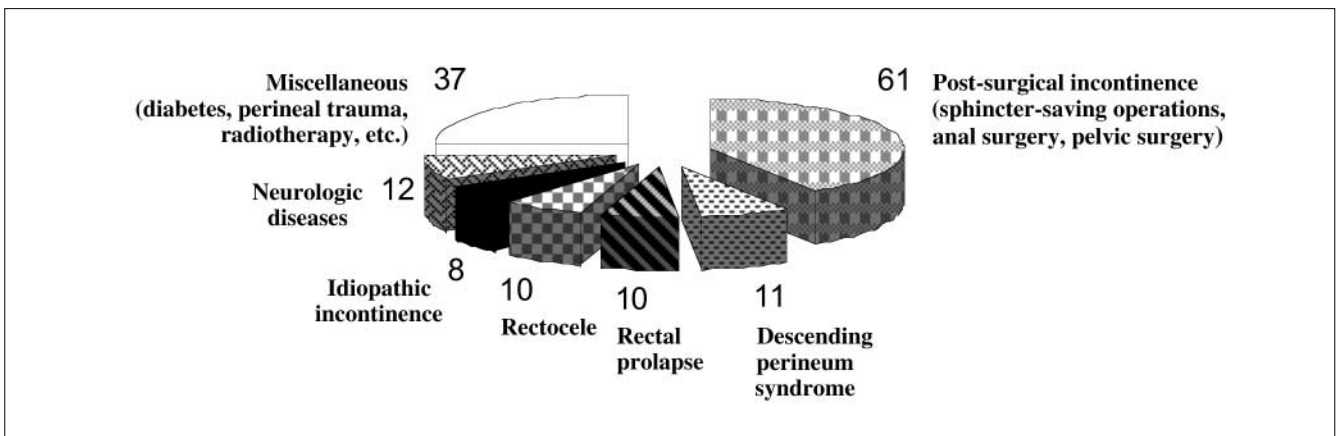 Miscellaneous
(diabetes, perineal trauma,
radiotherapy, etc.)
37
61
Post-surgical incontinence
(sphincter-saving operations,
anal surgery, pelvic surgery)
Neurologic
diseases
12
Idiopathic
incontinence
8
10
Rectocele
10
Rectal
prolapse
11
Descending
perineum
syndrome